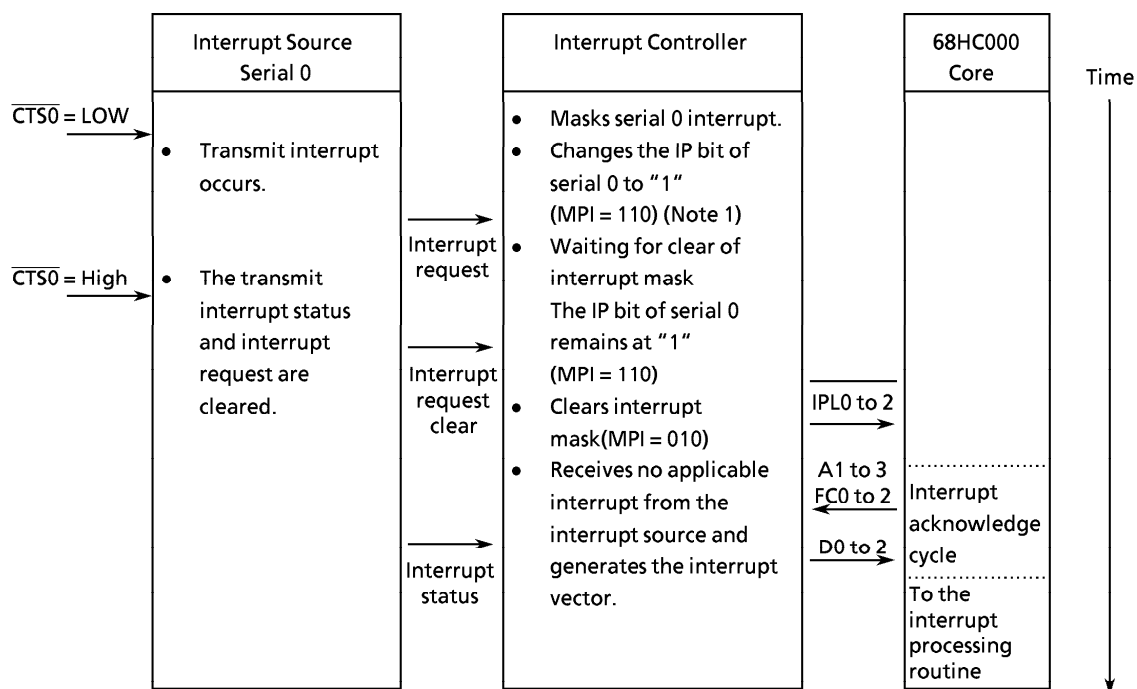 Interrupt Source
Serial 0
Interrupt Controller
68HC000
Core
Time
CTS0 = LOW
• Transmit interrupt
occurs.
CTS0 = High
• The transmit
interrupt status
and interrupt
request are
cleared.
Interrupt
request
Interrupt
request
clear
Interrupt
status
• Masks serial 0 interrupt.
• Changes the IP bit of
serial 0 to "1"
(MPI = 110) (Note 1)
• Waiting for clear of
interrupt mask
The IP bit of serial 0
remains at "1"
(MPI = 110)
• Clears interrupt
mask(MPI = 010)
• Receives no applicable
interrupt from the
interrupt source and
generates the interrupt
vector.
IPL0 to 2
A1 to 3
FC0 to 2
D0 to 2
Interrupt
acknowledge
cycle
To the
interrupt
processing
routine